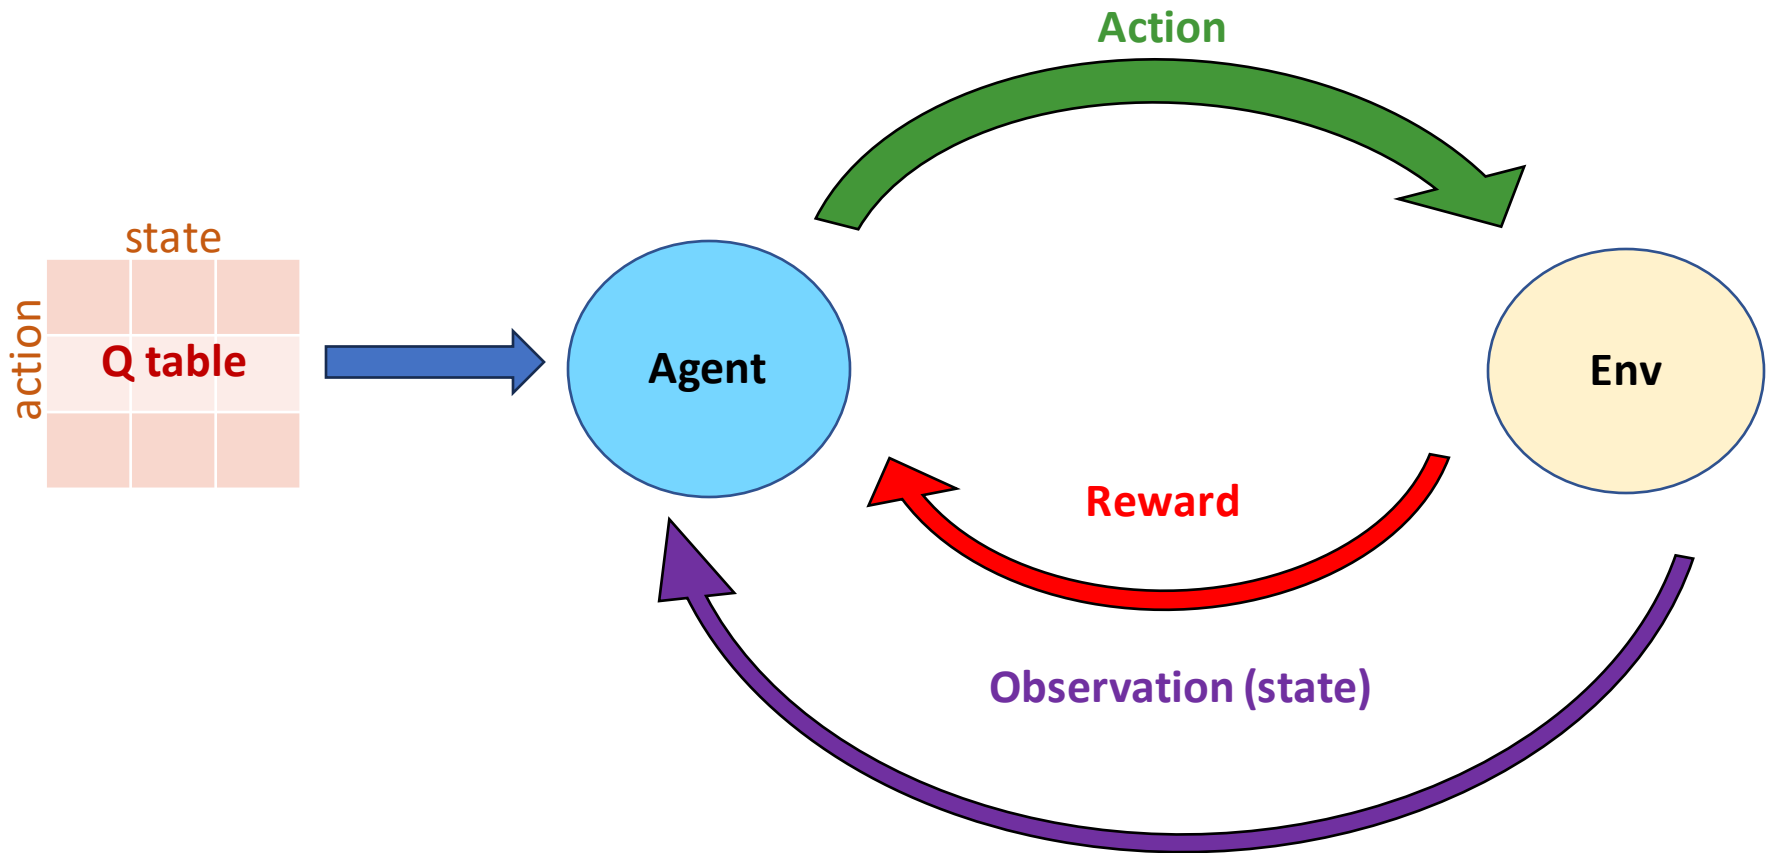 Action
state
action
Q table
Agent
Env
Reward
Observation (state)